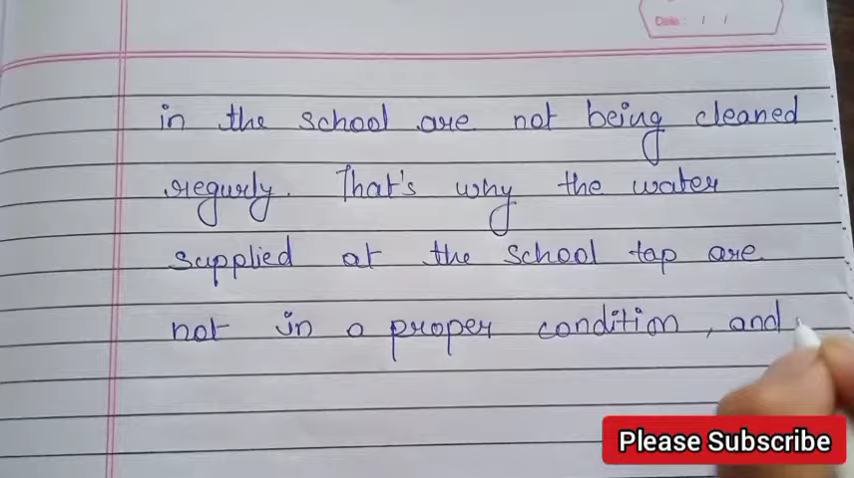 Date: / /
in the school are not being cleaned
regurly. That's why the water
supplied at the school tap are
not in a proper condition, and
Please Subscribe